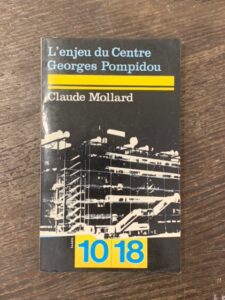 L'enjeu du Centre
Georges Pompidou
Claude Mollard
10 18